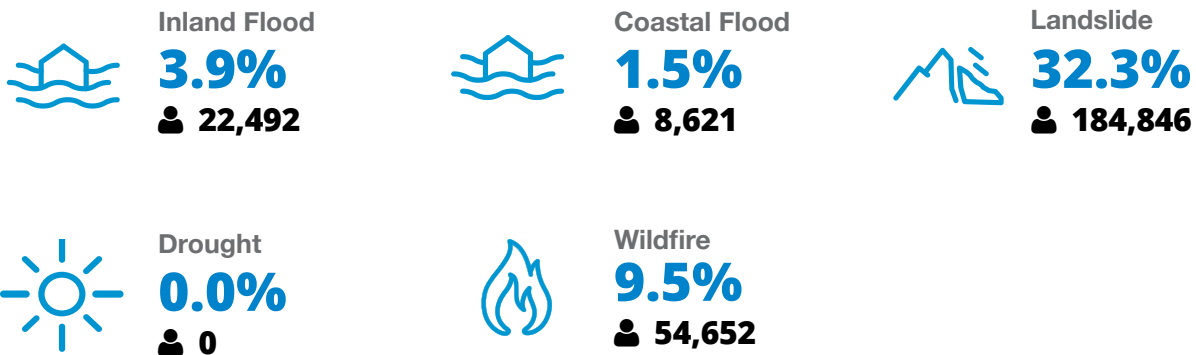 Inland Flood
3.9%
22,492
Coastal Flood
1.5%
8,621
Landslide
32.3%
184,846
Drought
0.0%
0
Wildfire
9.5%
54,652